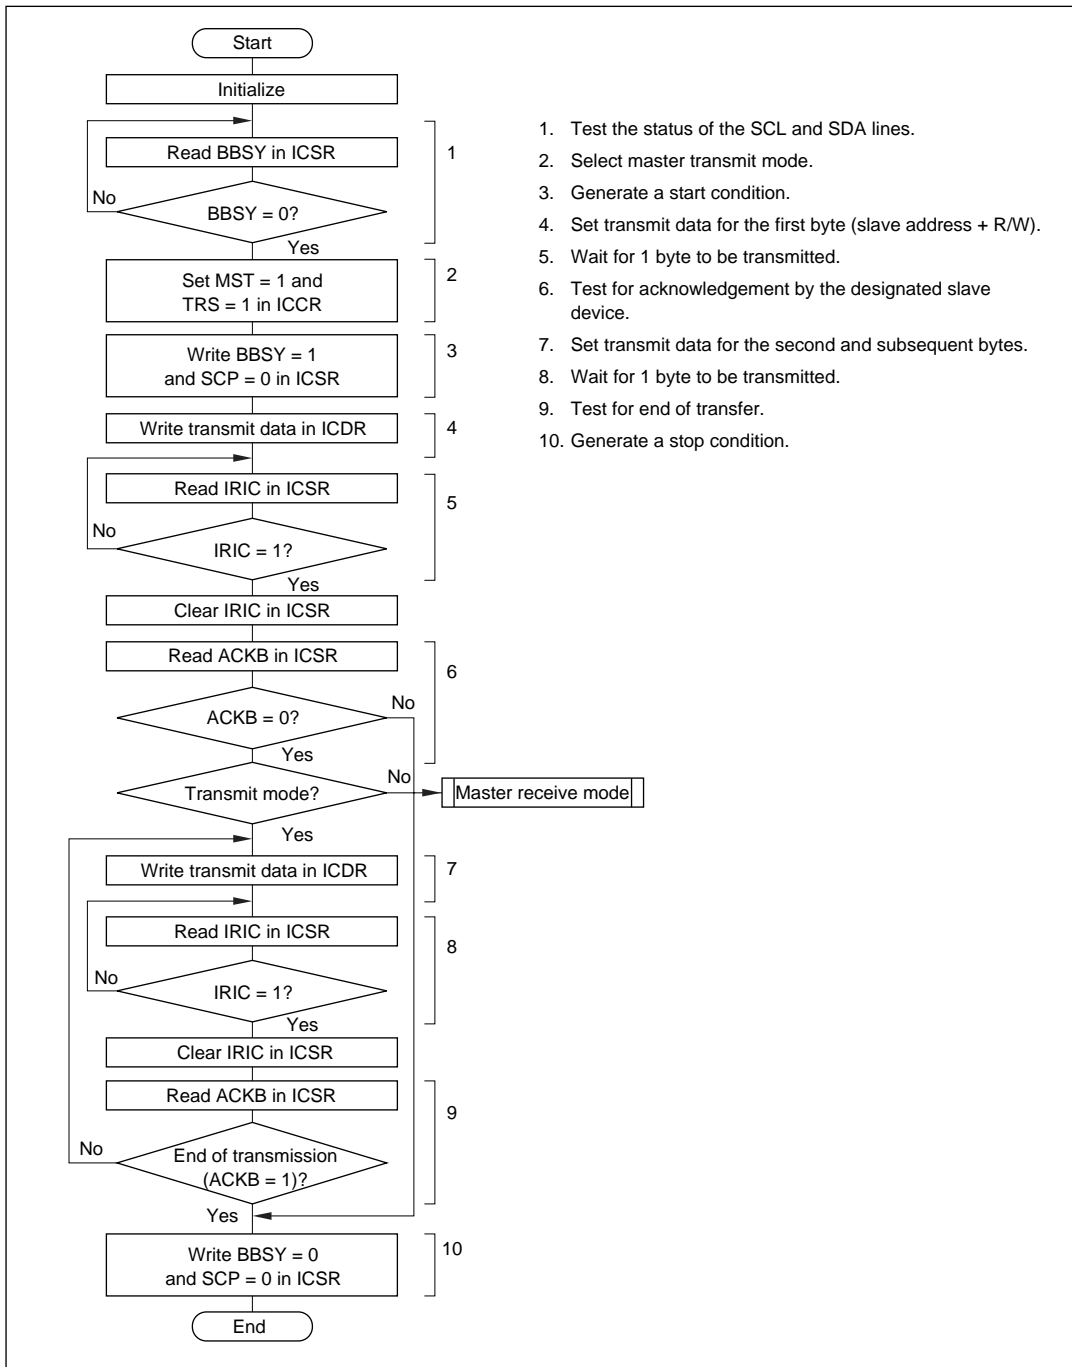 Start
Initialize
Read BBSY in ICSR
1
No
BBSY = 0?
Yes
Set MST = 1 and
TRS = 1 in ICCR
2
Write BBSY = 1
and SCP = 0 in ICSR
3
Write transmit data in ICDR
4
Read IRIC in ICSR
5
No
IRIC = 1?
Yes
Clear IRIC in ICSR
Read ACKB in ICSR
6
No
ACKB = 0?
Yes
No
Transmit mode?
Master receive mode
Yes
Write transmit data in ICDR
7
Read IRIC in ICSR
8
No
IRIC = 1?
Yes
Clear IRIC in ICSR
Read ACKB in ICSR
9
No
End of transmission
(ACKB = 1)?
Yes
Write BBSY = 0
and SCP = 0 in ICSR
10
End
1. Test the status of the SCL and SDA lines.
2. Select master transmit mode.
3. Generate a start condition.
4. Set transmit data for the first byte (slave address + R/W).
5. Wait for 1 byte to be transmitted.
6. Test for acknowledgement by the designated slave
device.
7. Set transmit data for the second and subsequent bytes.
8. Wait for 1 byte to be transmitted.
9. Test for end of transfer.
10. Generate a stop condition.